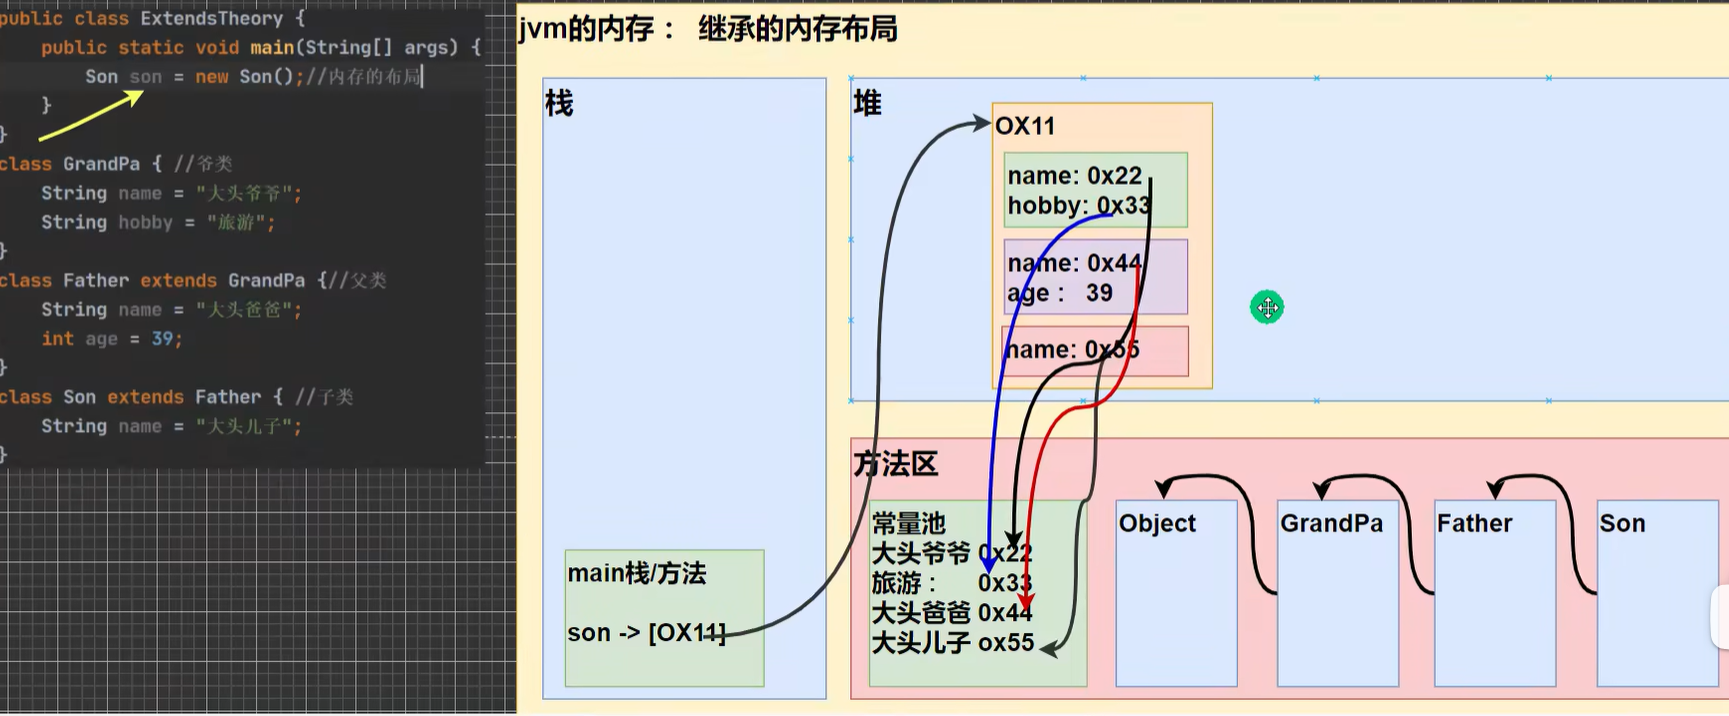 public class ExtendsTheory {
public static void main(String[] args) {
Son son = new Son();//内存的布局
}
}
class GrandPa { //爷类
String name = "大头爷爷";
String hobby = "旅游";
}
class Father extends GrandPa {//父类
String name = "大头爸爸";
int age = 39;
}
class Son extends Father { //子类
String name = "大头儿子";
}
jvm的内存： 继承的内存布局
栈
main栈/方法
son -> [OX11]
堆
OX11
name: 0x22
hobby: 0x33
name: 0x44
age： 39
name: 0x55
方法区
常量池
大头爷爷 0x22
旅游： 0x33
大头爸爸 0x44
大头儿子 ox55
Object
GrandPa
Father
Son